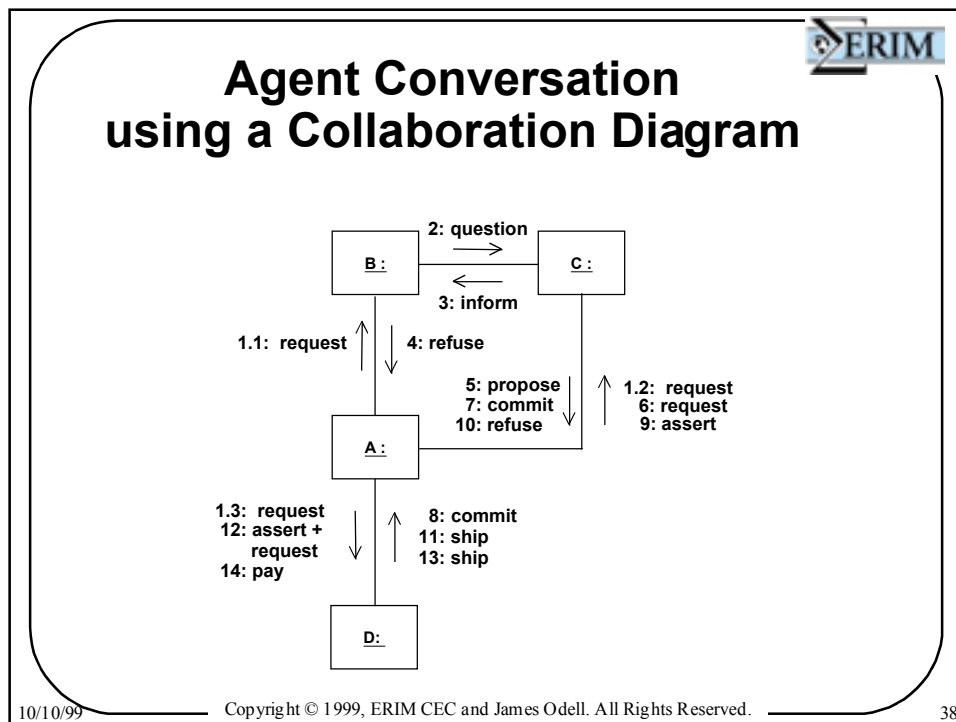 ERIM
Agent Conversation
using a Collaboration Diagram
2: question
B :
C :
3: inform
1.1: request
4: refuse
5: propose
7: commit
10: refuse
1.2: request
6: request
9: assert
A :
1.3: request
12: assert +
request
14: pay
8: commit
11: ship
13: ship
D:
10/10/99
Copyright © 1999, ERIM CEC and James Odell. All Rights Reserved.
38